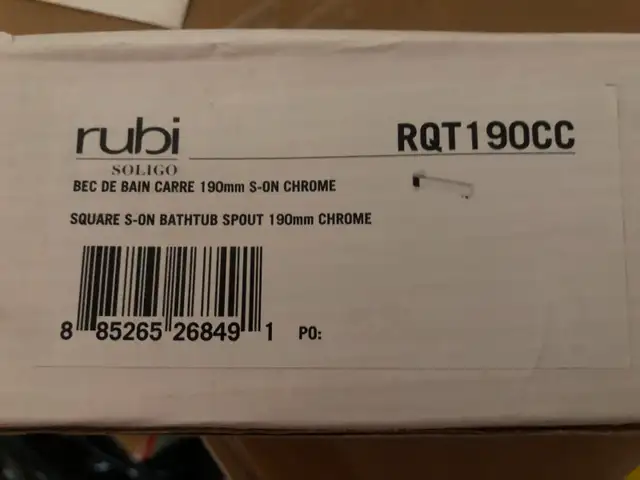 rubi
SOLIGO
RQT190CC
BEC DE BAIN CARRE 190mm S-ON CHROME
SQUARE S-ON BATHTUB SPOUT 190mm CHROME
8 85265 26849 1
PO: